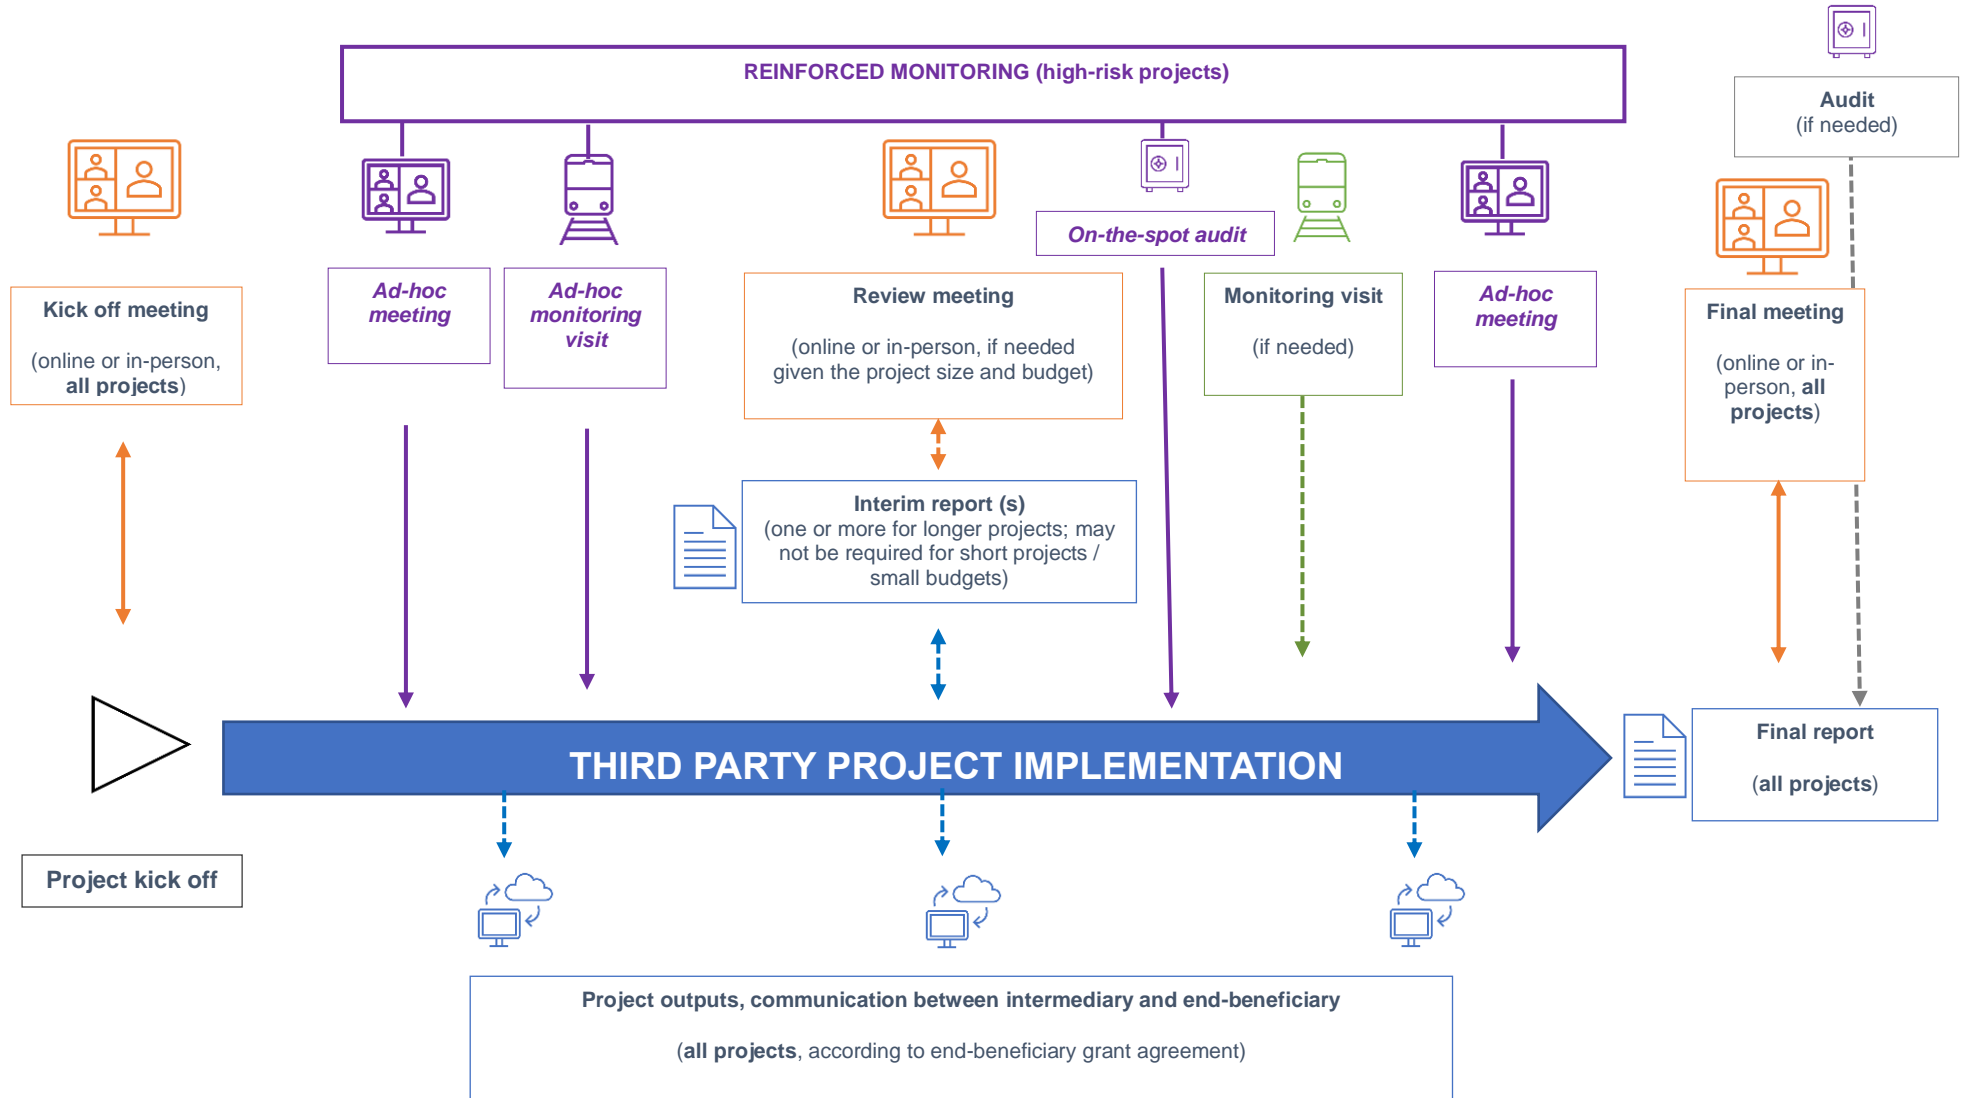 REINFORCED MONITORING (high-risk projects)
Audit
(if needed)
On-the-spot audit
Kick off meeting
(online or in-person,
all projects)
Ad-hoc
meeting
Ad-hoc
monitoring
visit
Review meeting
(online or in-person, if needed
given the project size and budget)
Monitoring visit
(if needed)
Ad-hoc
meeting
Final meeting
(online or in-
person, all
projects)
Interim report (s)
(one or more for longer projects; may
not be required for short projects /
small budgets)
THIRD PARTY PROJECT IMPLEMENTATION
Final report
(all projects)
Project kick off
Project outputs, communication between intermediary and end-beneficiary
(all projects, according to end-beneficiary grant agreement)